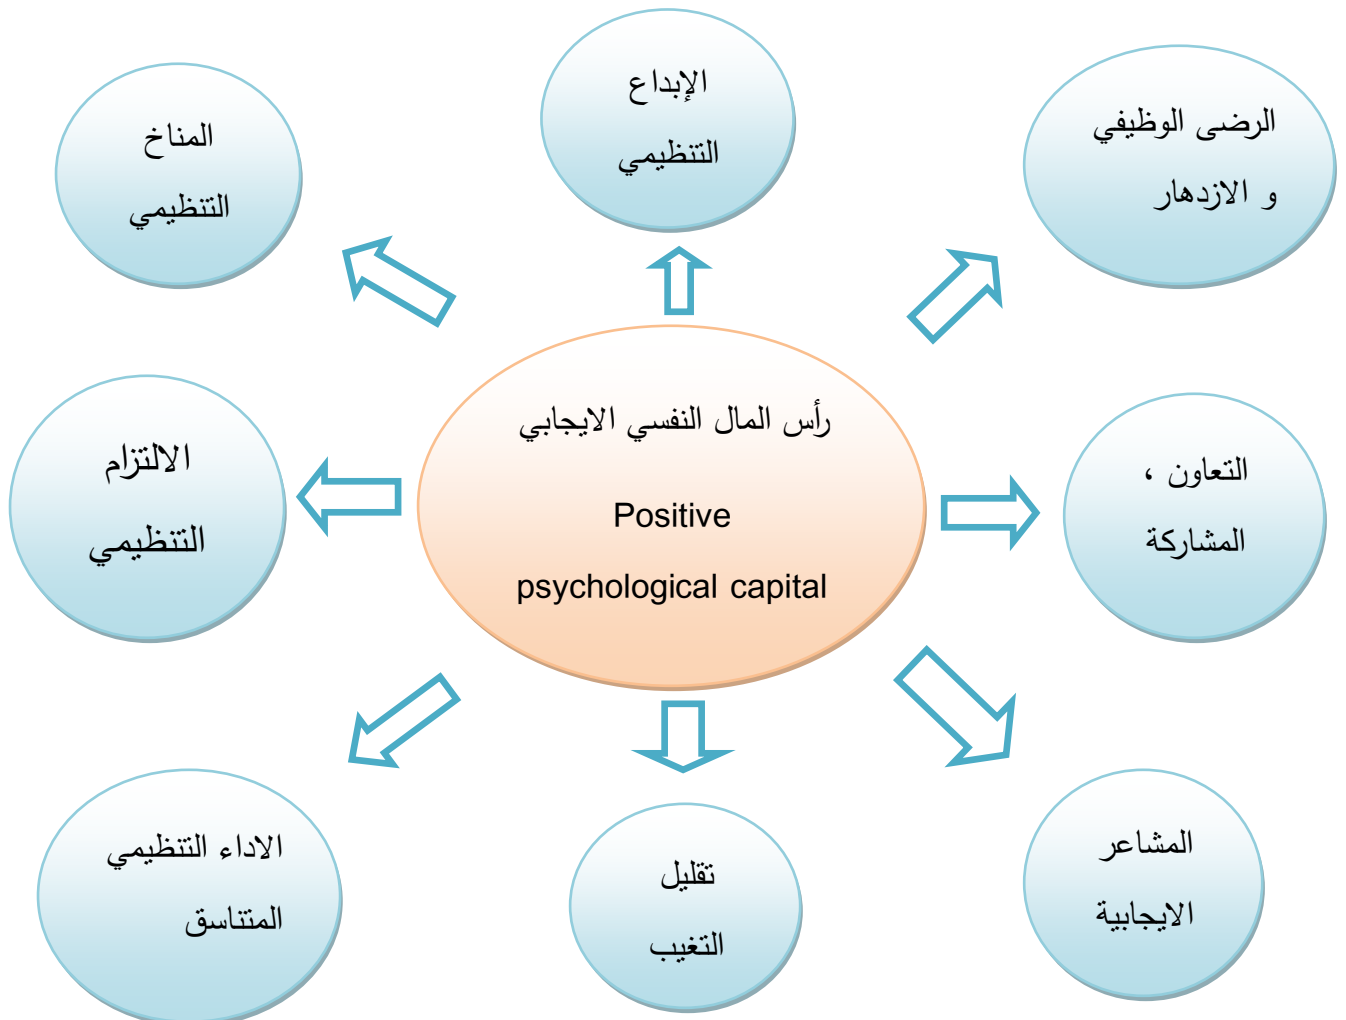 الإبداع
التنظيمي
الرضى الوظيفي
و الازدهار
المناخ
التنظيمي
رأس المال النفسي الايجابي
Positive
psychological capital
التعاون ،
المشاركة
الالتزام
التنظيمي
المشاعر
الايجابية
تقليل
التغيب
الاداء التنظيمي
المتناسق